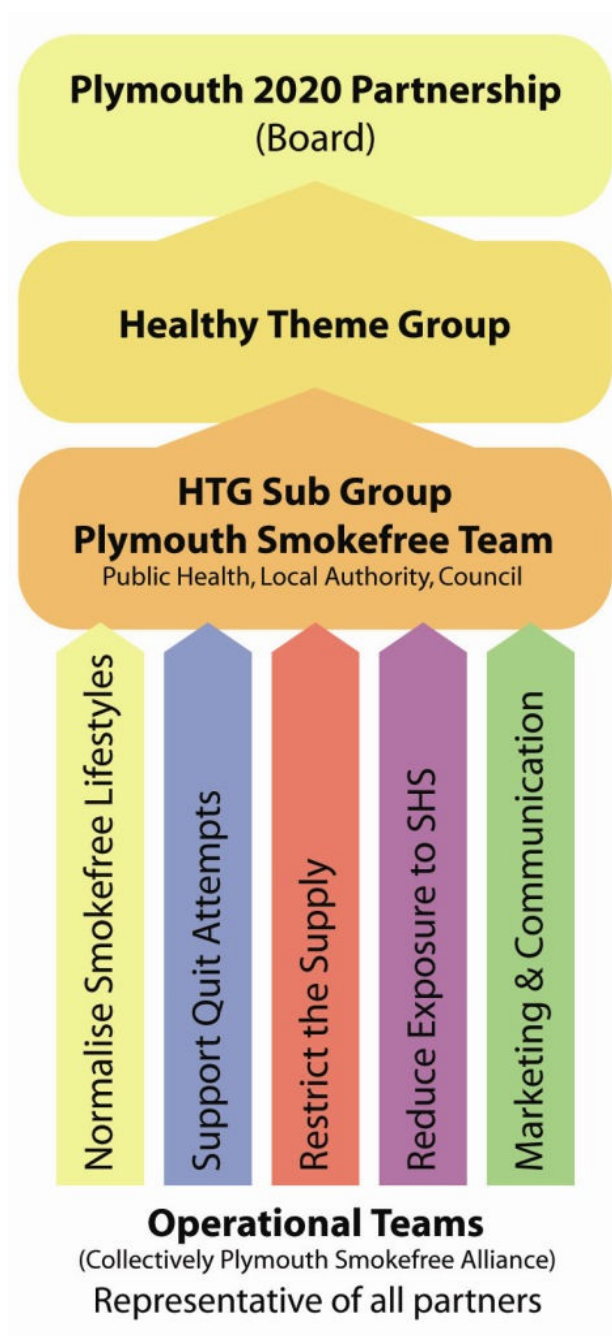 Plymouth 2020 Partnership
(Board)
Healthy Theme Group
HTG Sub Group
Plymouth Smokefree Team
Public Health, Local Authority, Council
Normalise Smokefree Lifestyles
Support Quit Attempts
Restrict the Supply
Reduce Exposure to SHS
Marketing & Communication
Operational Teams
(Collectively Plymouth Smokefree Alliance)
Representative of all partners